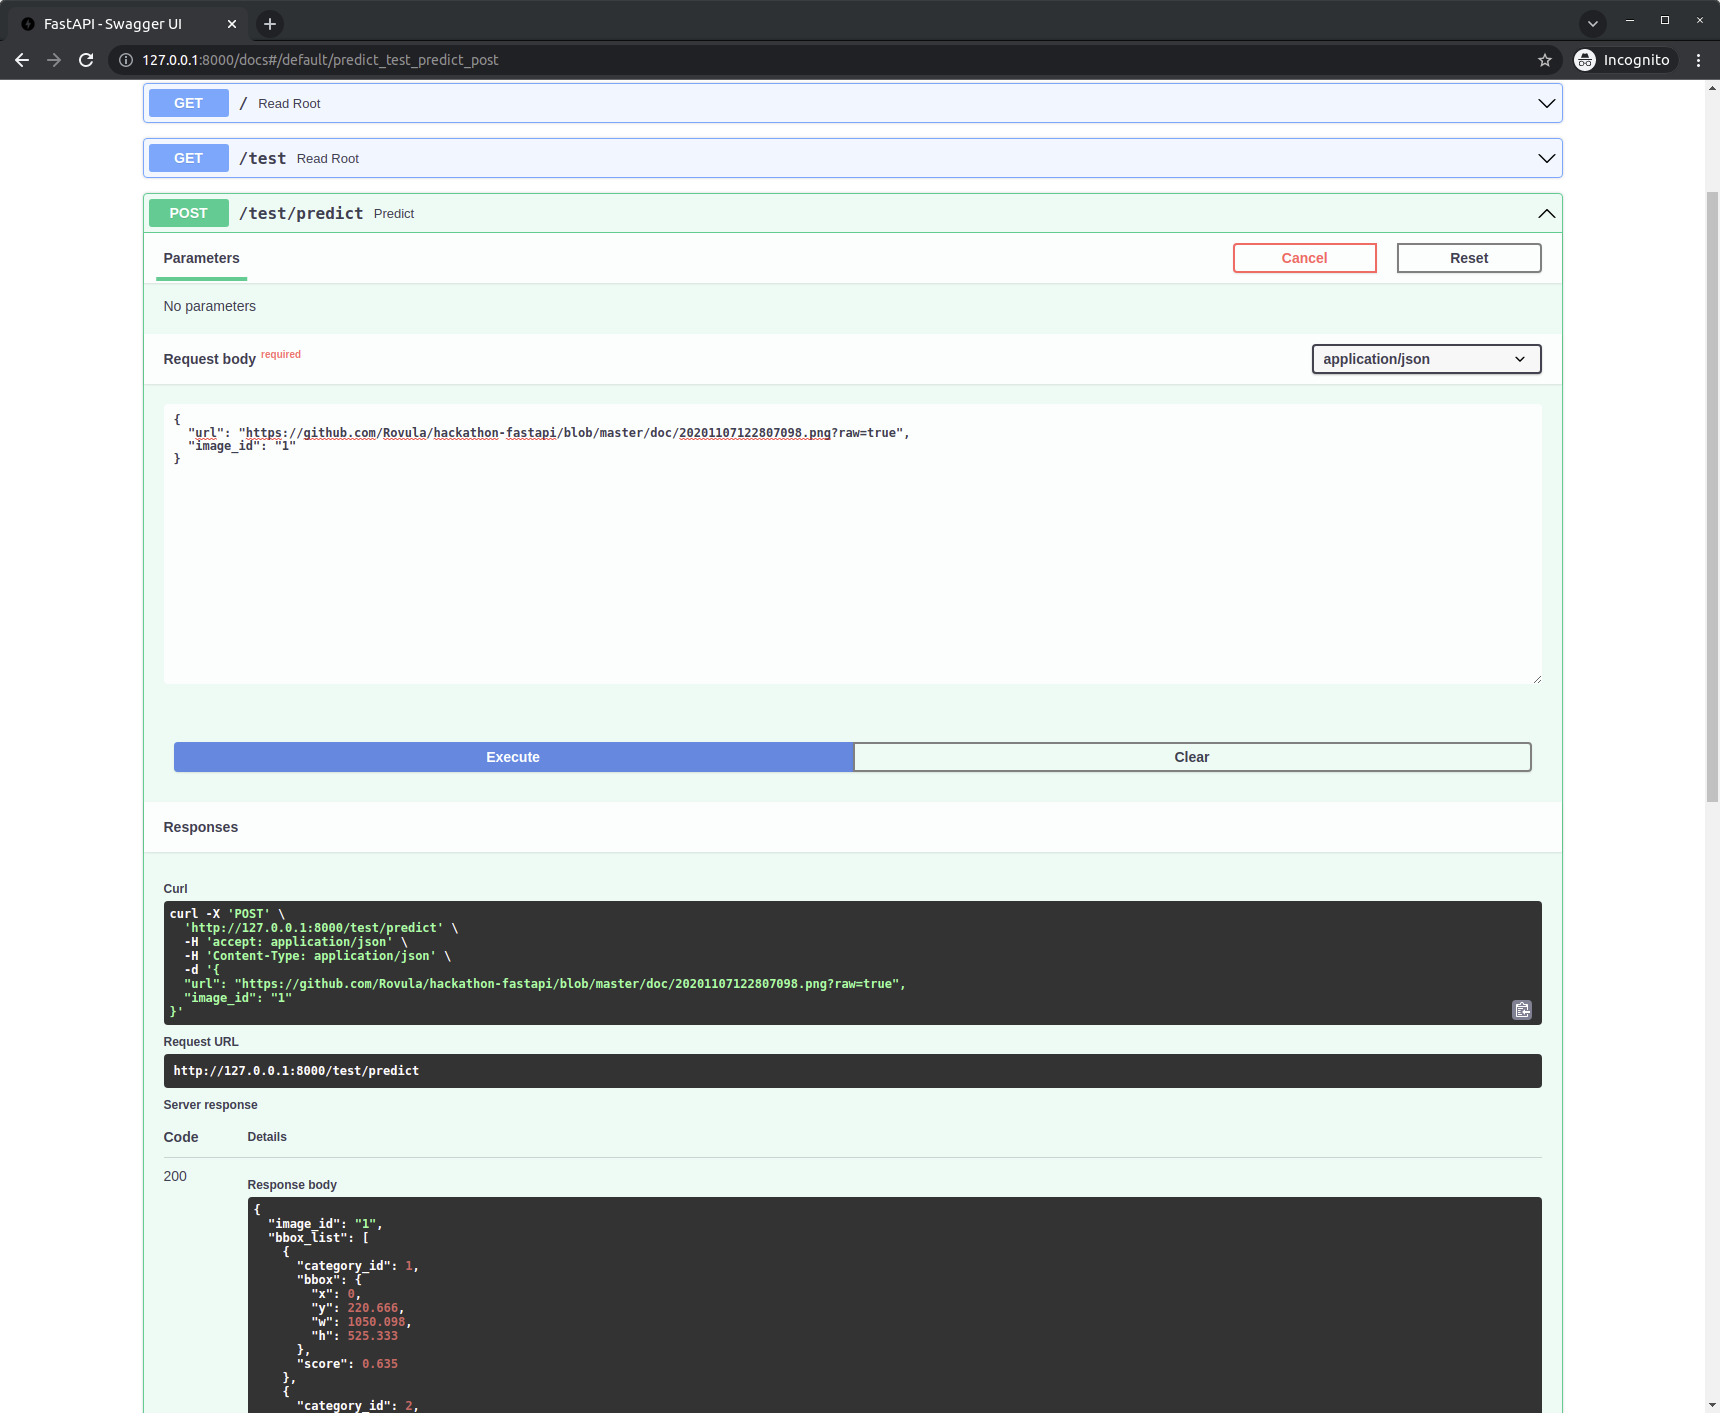 FastAPI - Swagger UI
127.0.0.1:8000/docs#/default/predict_test_predict_post
Incognito
GET / Read Root
GET /test Read Root
POST /test/predict Predict
Parameters
Cancel
Reset
No parameters
Request body required
application/json
{
"url": "https://github.com/Rovula/hackathon-fastapi/blob/master/doc/20201107122807098.png?raw=true",
"image_id": "1"
}
Execute
Clear
Responses
Curl
curl -X 'POST' \
'http://127.0.0.1:8000/test/predict' \
-H 'accept: application/json' \
-H 'Content-Type: application/json' \
-d '{
"url": "https://github.com/Rovula/hackathon-fastapi/blob/master/doc/20201107122807098.png?raw=true",
"image_id": "1"
}'
Request URL
http://127.0.0.1:8000/test/predict
Server response
Code Details
200
Response body
{
"image_id": "1",
"bbox_list": [
{
"category_id": 1,
"bbox": {
"x": 0,
"y": 220.666,
"w": 1050.098,
"h": 525.333
},
"score": 0.635
},
{
"category_id": 2,